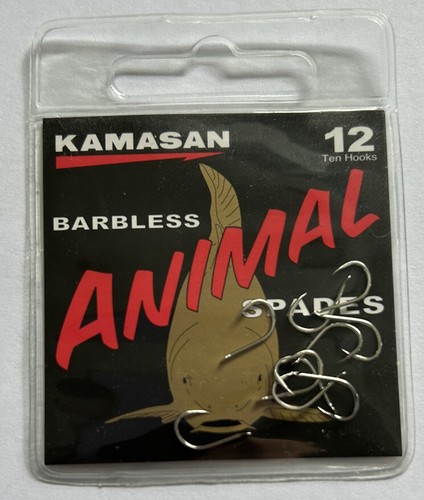 KAMASAN
12
Ten Hooks
BARBLESS
ANIMAL
SPADES